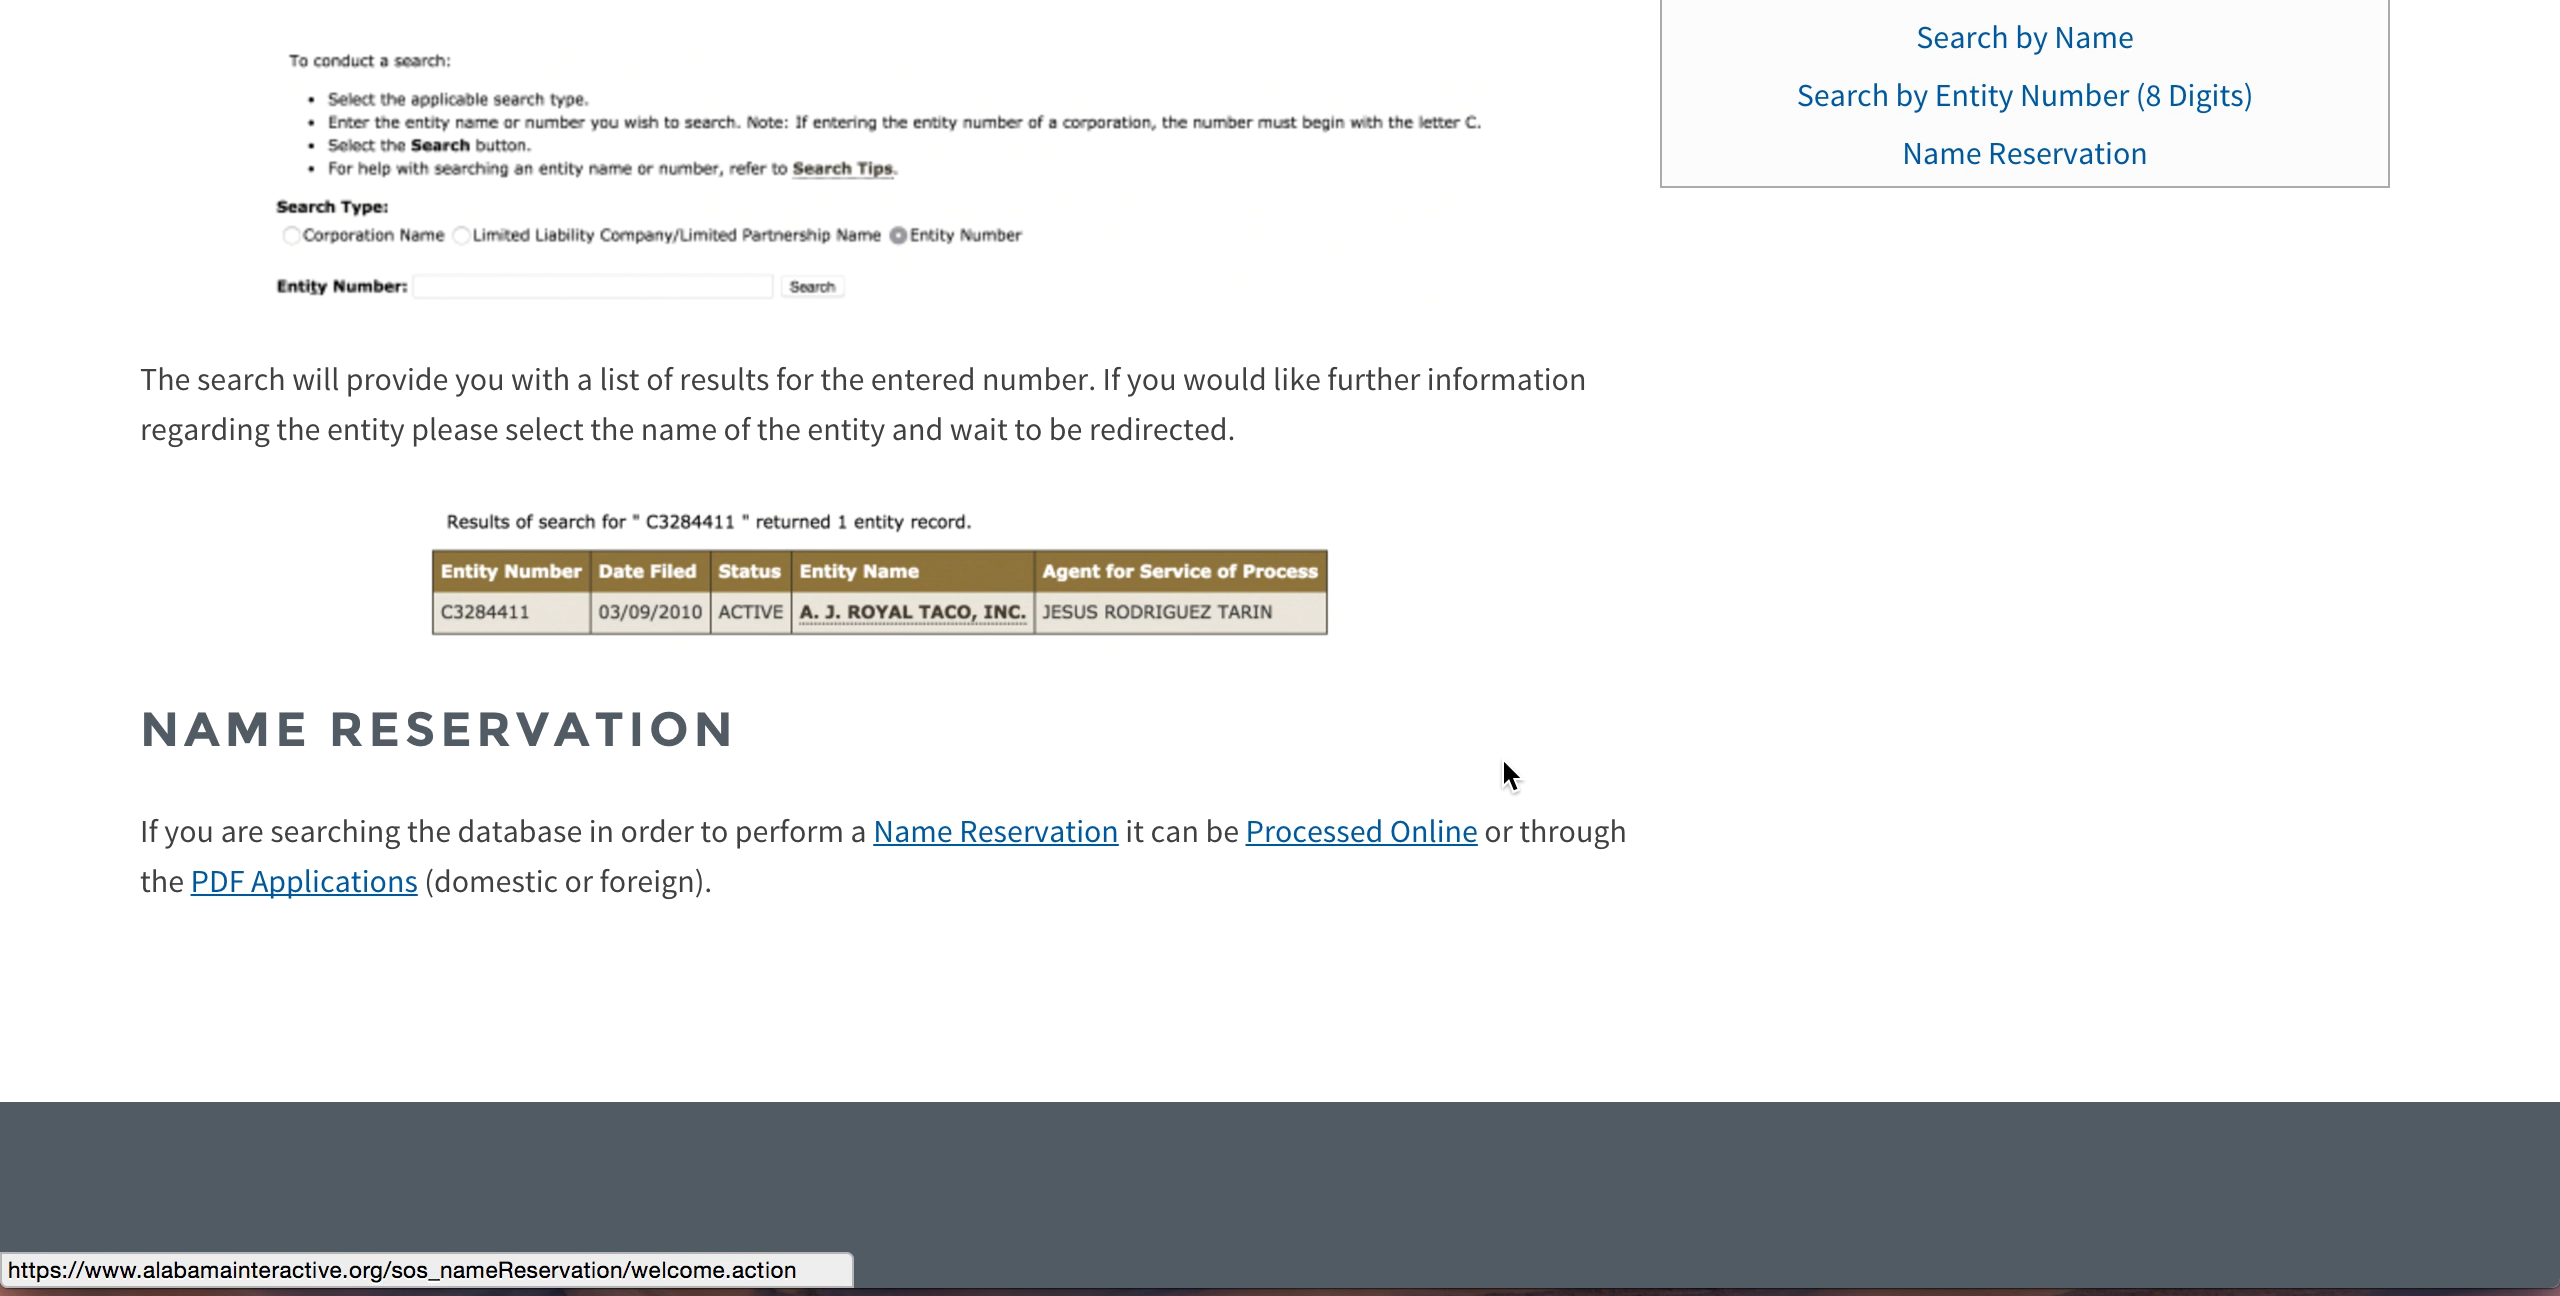 To conduct a search:
• Select the applicable search type.
• Enter the entity name or number you wish to search. Note: If entering the entity number of a corporation, the number must begin with the letter C.
• Select the Search button.
• For help with searching an entity name or number, refer to Search Tips.
Search Type:
Corporation Name Limited Liability Company/Limited Partnership Name Entity Number
Entity Number: Search
The search will provide you with a list of results for the entered number. If you would like further information
regarding the entity please select the name of the entity and wait to be redirected.
Results of search for " C3284411 " returned 1 entity record.
Entity Number Date Filed Status Entity Name Agent for Service of Process
C3284411 03/09/2010 ACTIVE A. J. ROYAL TACO, INC. JESUS RODRIGUEZ TARIN
NAME RESERVATION
If you are searching the database in order to perform a Name Reservation it can be Processed Online or through
the PDF Applications (domestic or foreign).
Search by Name
Search by Entity Number (8 Digits)
Name Reservation
https://www.alabamainteractive.org/sos_nameReservation/welcome.action